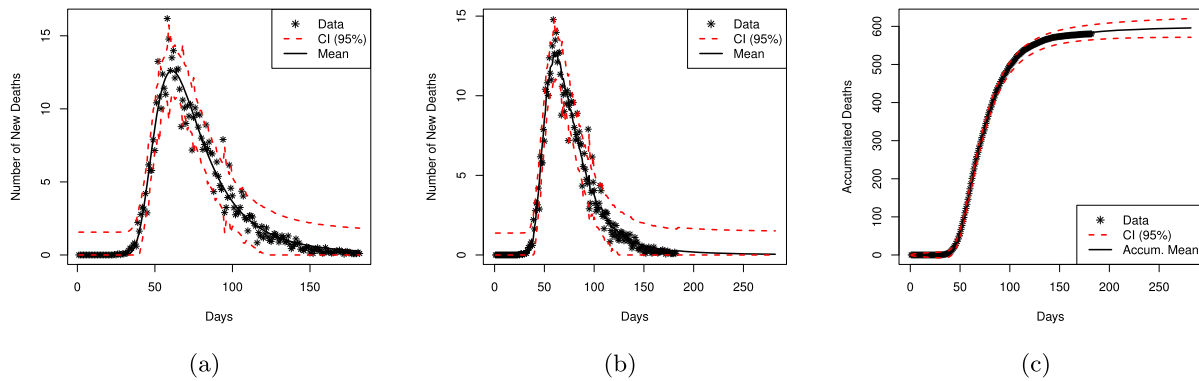 Number of New Deaths
15
10
5
0
Data
CI (95%)
Mean
0 50 100 150
Days
(a)
Number of New Deaths
15
10
5
0
Data
CI (95%)
Mean
0 50 100 150 200 250
Days
(b)
Accumulated Deaths
600
500
400
300
200
100
0
Data
CI (95%)
Accum. Mean
0 50 100 150 200 250
Days
(c)